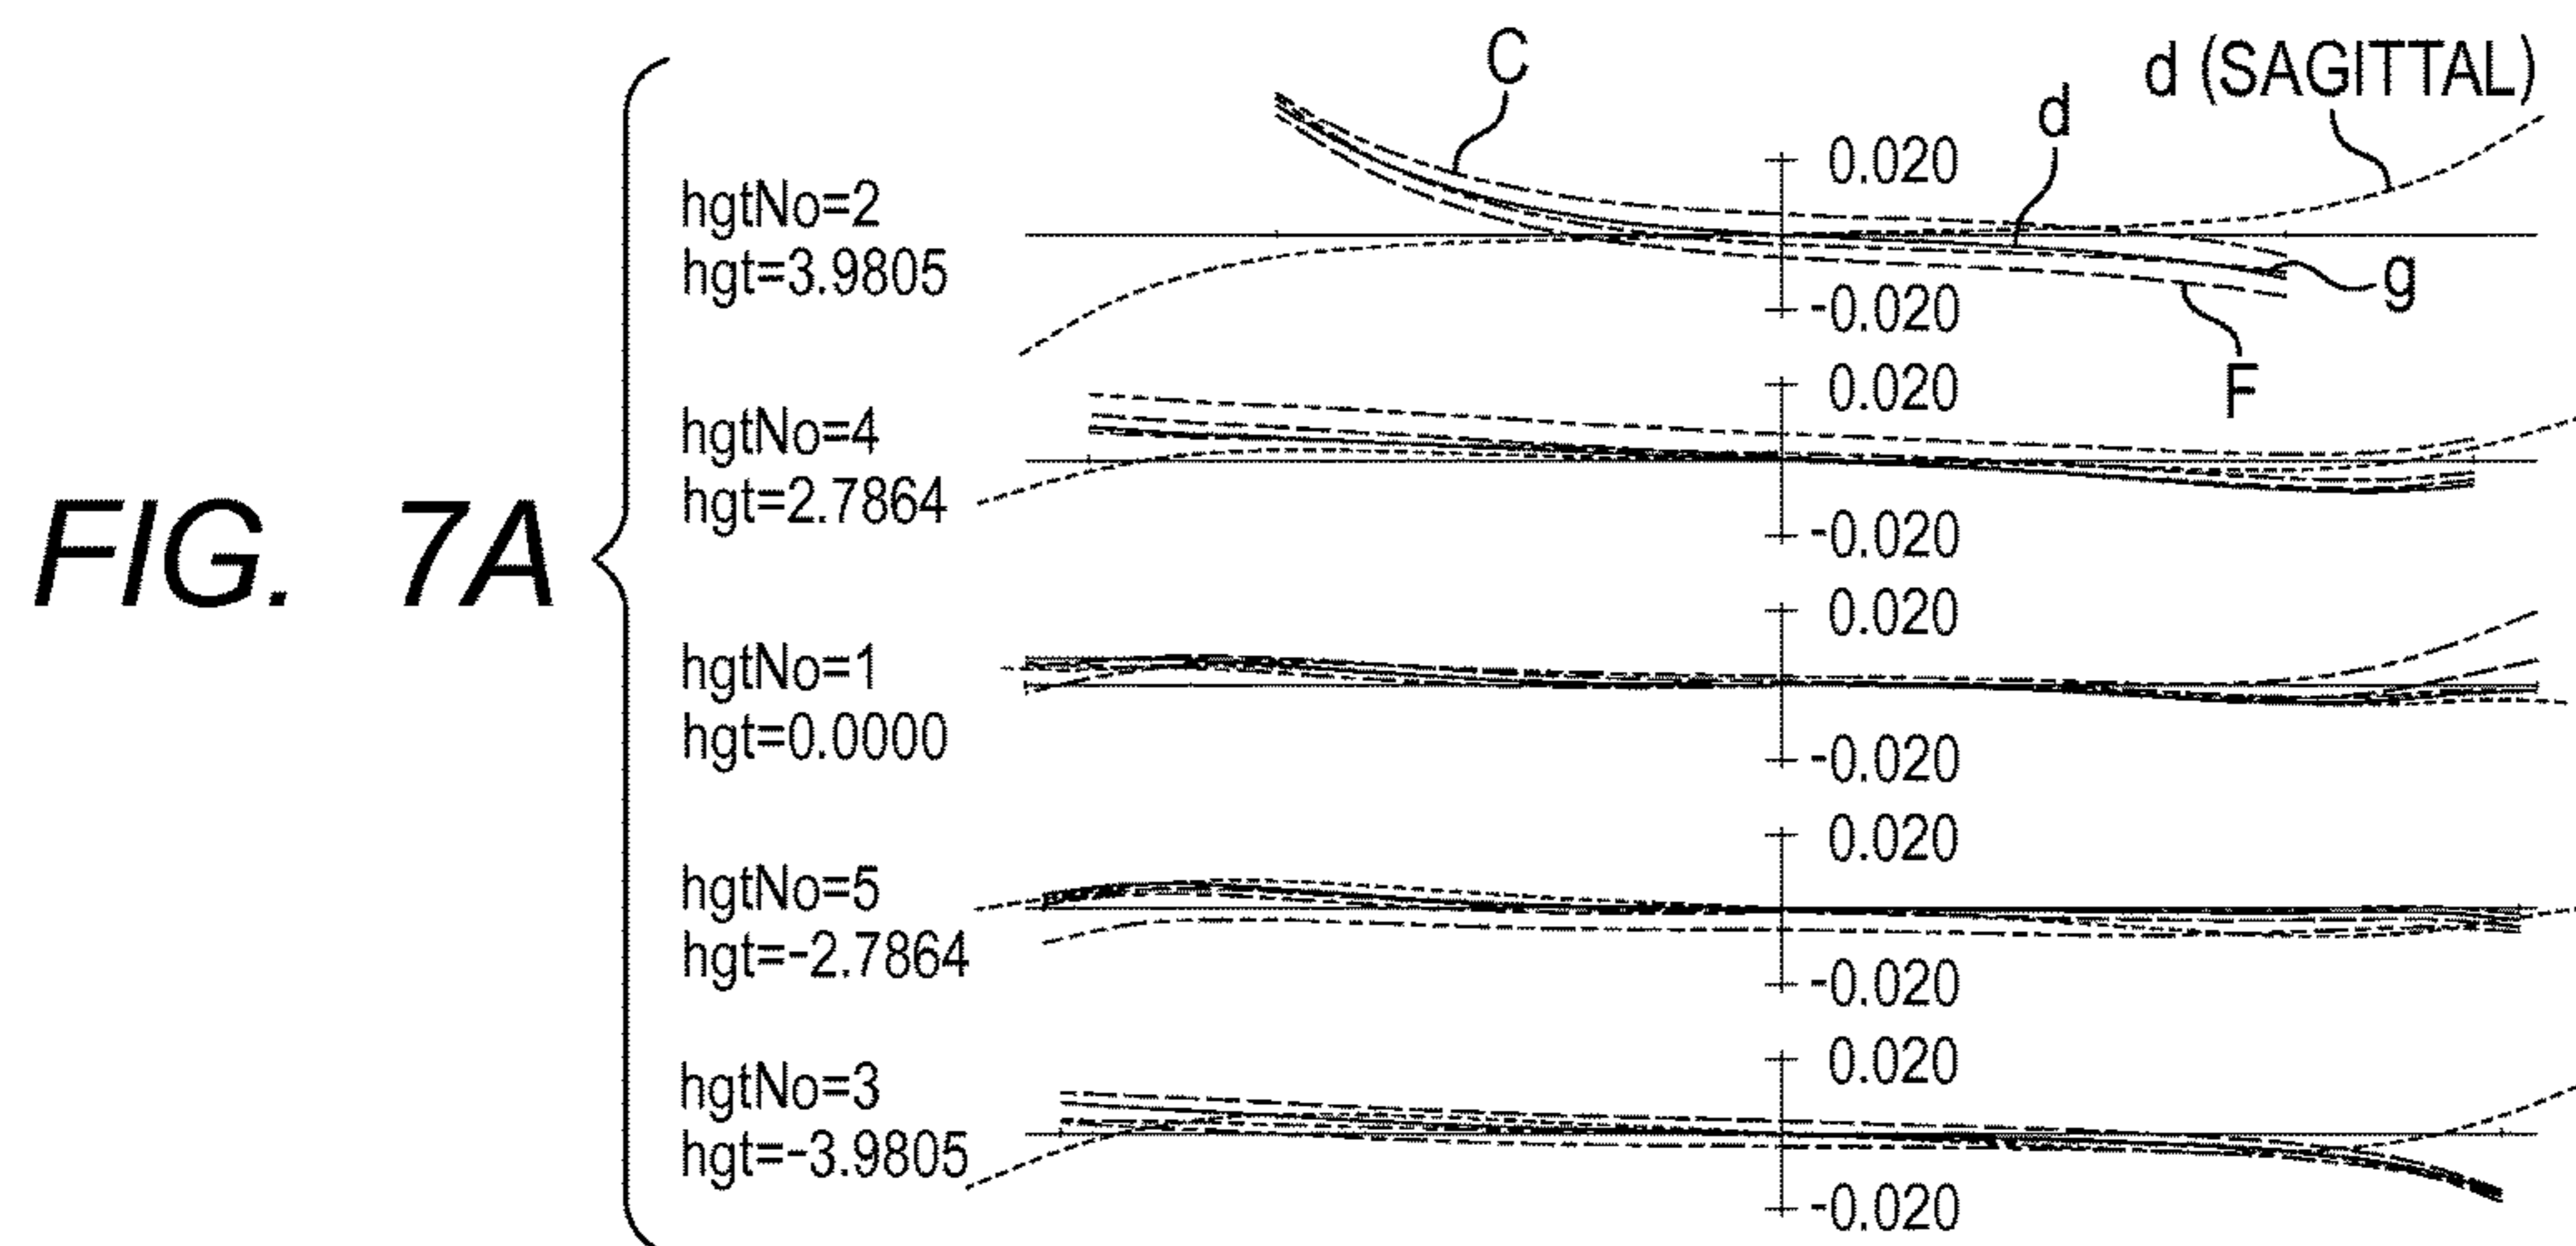 FIG. 7A
C
d
d (SAGITTAL)
hgtNo=2
hgt=3.9805
0.020
-0.020
g
F
hgtNo=4
hgt=2.7864
0.020
-0.020
hgtNo=1
hgt=0.0000
0.020
-0.020
hgtNo=5
hgt=-2.7864
0.020
-0.020
hgtNo=3
hgt=-3.9805
0.020
-0.020